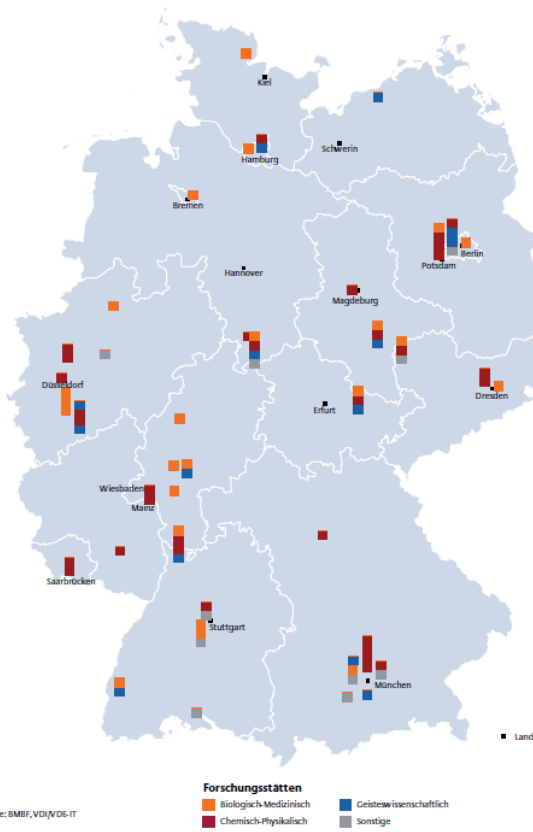 Kiel
Schwerin
Hamburg
Bremen
Berlin
Potsdam
Hannover
Magdeburg
Düsseldorf
Dresden
Erfurt
Wiesbaden
Mainz
Saarbrücken
Stuttgart
München
Land
Forschungsstätten
Biologisch-Medizinisch
Geisteswissenschaftlich
Chemisch-Physikalisch
Sonstige
e: BMBF, VDI/VDE-IT